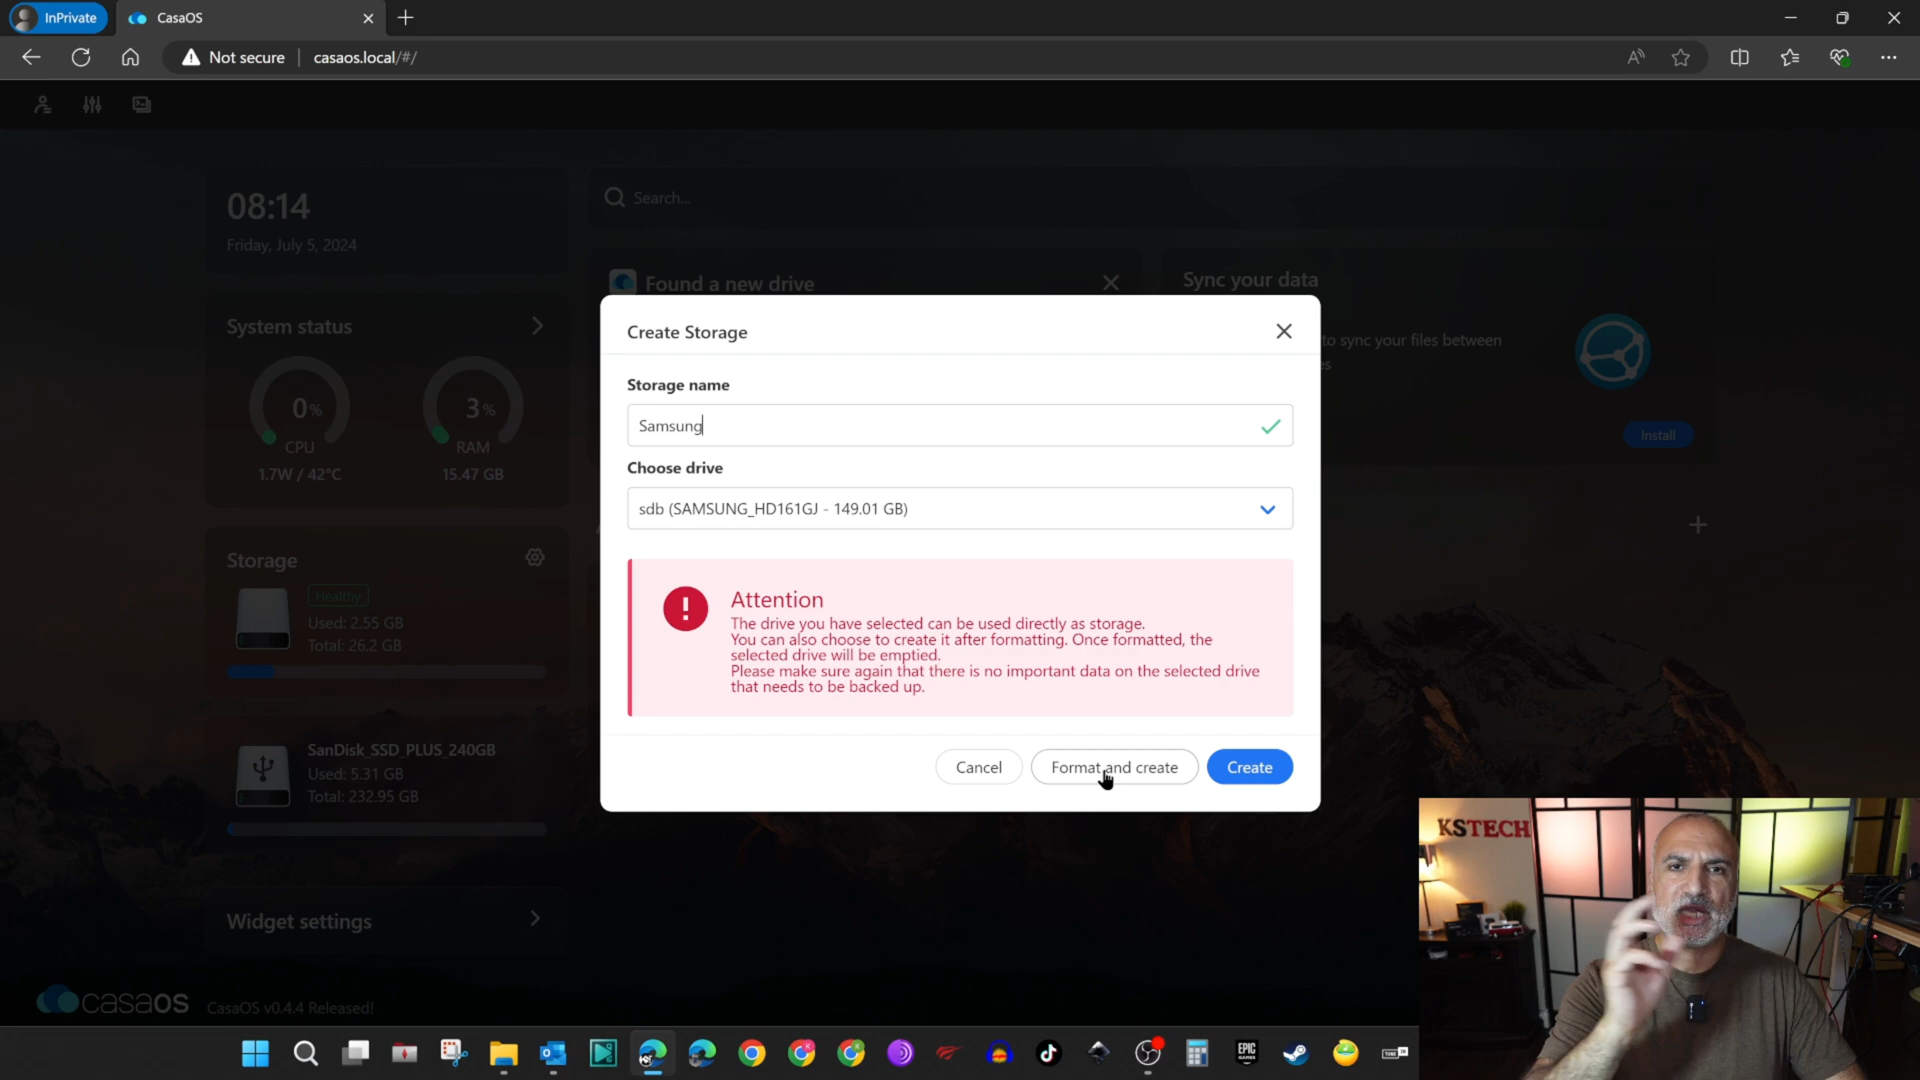 InPrivate
CasaOS
Not secure
casaos.local/#/
08:14
Friday, July 5, 2024
Search...
System status
0%
CPU
1.7W / 42°C
3%
RAM
15.47 GB
Found a new drive
Sync your data
to sync your files between
es
Install
Create Storage
Storage name
Samsung
Choose drive
sdb (SAMSUNG_HD161GJ - 149.01 GB)
Attention
The drive you have selected can be used directly as storage.
You can also choose to create it after formatting. Once formatted, the
selected drive will be emptied.
Please make sure again that there is no important data on the selected drive
that needs to be backed up.
Cancel
Format and create
Create
Storage
Healthy
Used: 2.55 GB
Total: 26.2 GB
SanDisk_SSD_PLUS_240GB
Used: 5.31 GB
Total: 232.95 GB
Widget settings
casaos
CasaOS v0.4.4 Released!
KSTECH
EPIC
GAMES